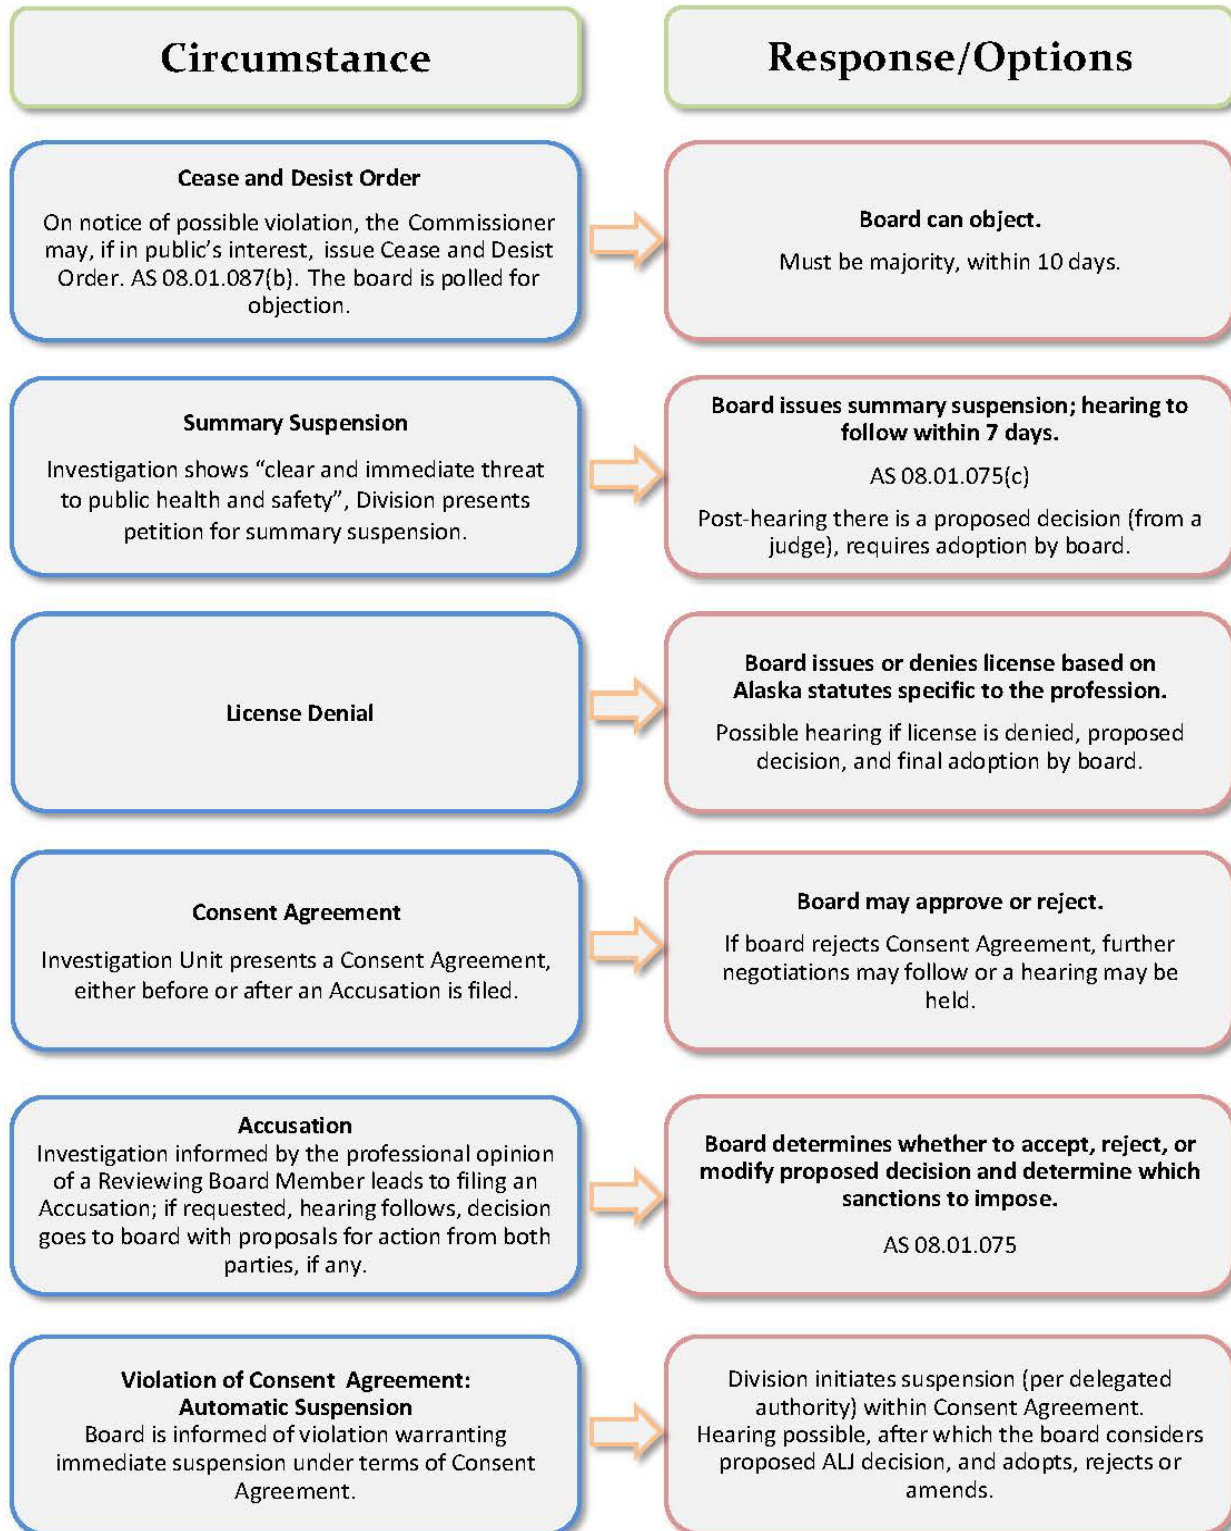 Circumstance
Response/Options
Cease and Desist Order
On notice of possible violation, the Commissioner
may, if in public's interest, issue Cease and Desist
Order. AS 08.01.087(b). The board is polled for
objection.
Board can object.
Must be majority, within 10 days.
Summary Suspension
Investigation shows “clear and immediate threat
to public health and safety”, Division presents
petition for summary suspension.
Board issues summary suspension; hearing to
follow within 7 days.
AS 08.01.075(c)
Post-hearing there is a proposed decision (from a
judge), requires adoption by board.
License Denial
Board issues or denies license based on
Alaska statutes specific to the profession.
Possible hearing if license is denied, proposed
decision, and final adoption by board.
Consent Agreement
Investigation Unit presents a Consent Agreement,
either before or after an Accusation is filed.
Board may approve or reject.
If board rejects Consent Agreement, further
negotiations may follow or a hearing may be
held.
Accusation
Investigation informed by the professional opinion
of a Reviewing Board Member leads to filing an
Accusation; if requested, hearing follows, decision
goes to board with proposals for action from both
parties, if any.
Board determines whether to accept, reject, or
modify proposed decision and determine which
sanctions to impose.
AS 08.01.075
Violation of Consent Agreement:
Automatic Suspension
Board is informed of violation warranting
immediate suspension under terms of Consent
Agreement.
Division initiates suspension (per delegated
authority) within Consent Agreement.
Hearing possible, after which the board considers
proposed ALJ decision, and adopts, rejects or
amends.